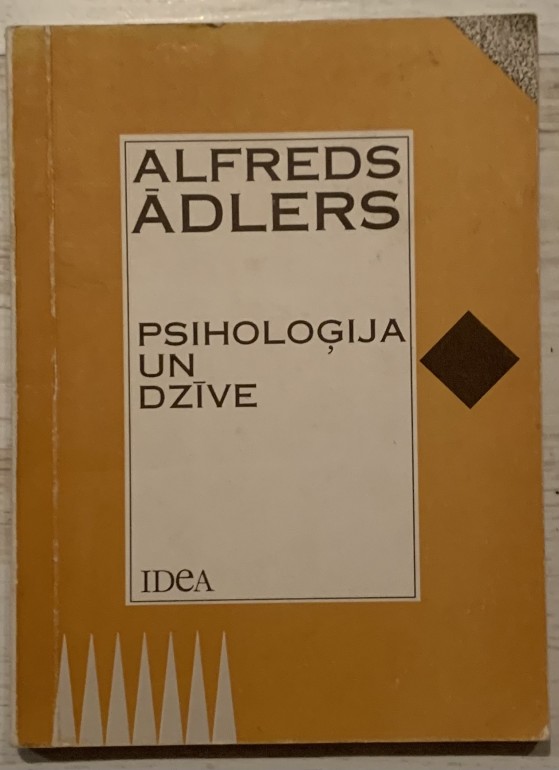 ALFREDS
ĀDLERS
PSIHOLOĢIJA
UN
DZĪVE
IDeA